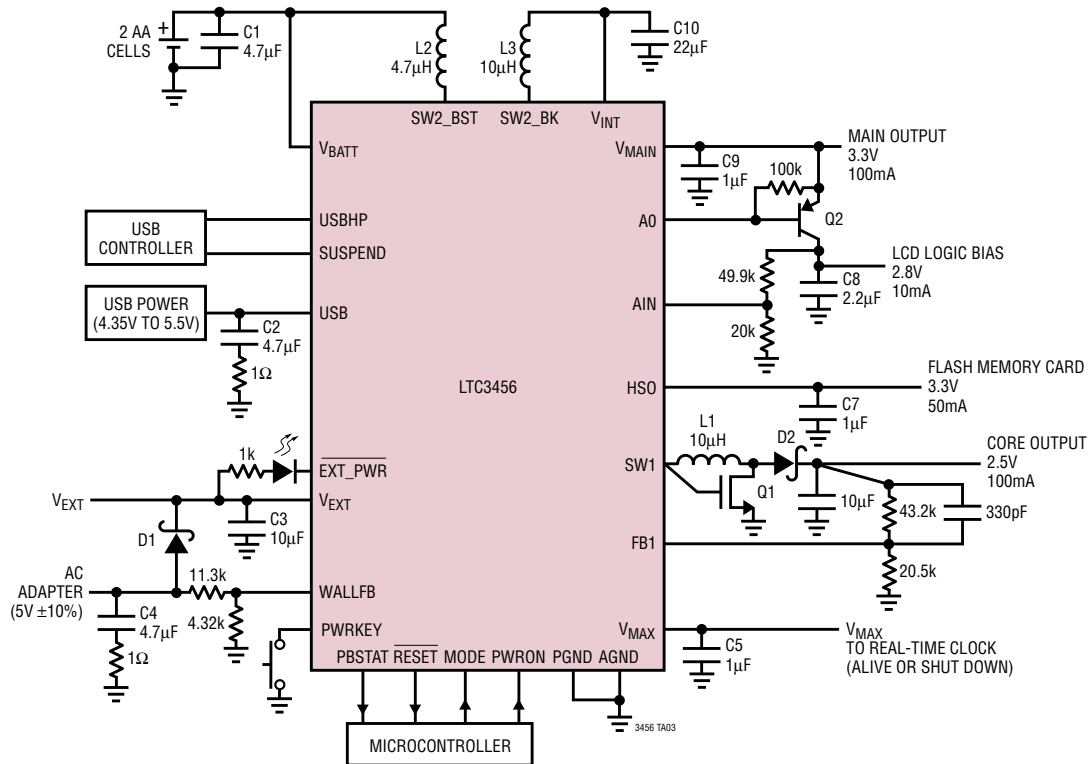 2 AA
CELLS
+
C1
4.7µF
L2
4.7µH
L3
10µH
C10
22µF
SW2_BST
SW2_BK
VINT
VBATT
VMAIN
MAIN OUTPUT
3.3V
100mA
C9
1µF
100k
USB
CONTROLLER
USBHP
SUSPEND
A0
Q2
LCD LOGIC BIAS
2.8V
10mA
49.9k
C8
2.2µF
USB POWER
(4.35V TO 5.5V)
USB
AIN
20k
C2
4.7µF
1Ω
LTC3456
HSO
FLASH MEMORY CARD
3.3V
50mA
C7
1µF
L1
10µH
D2
CORE OUTPUT
2.5V
100mA
1k
EXT_PWR
SW1
Q1
10µF
43.2k
330pF
VEXT
VEXT
C3
10µF
D1
FB1
20.5k
AC
ADAPTER
(5V ±10%)
11.3k
WALLFB
C4
4.7µF
4.32k
1Ω
PWRKEY
VMAX
C5
1µF
VMAX
TO REAL-TIME CLOCK
(ALIVE OR SHUT DOWN)
PBSTAT RESET MODE PWRON PGND AGND
3456 TA03
MICROCONTROLLER